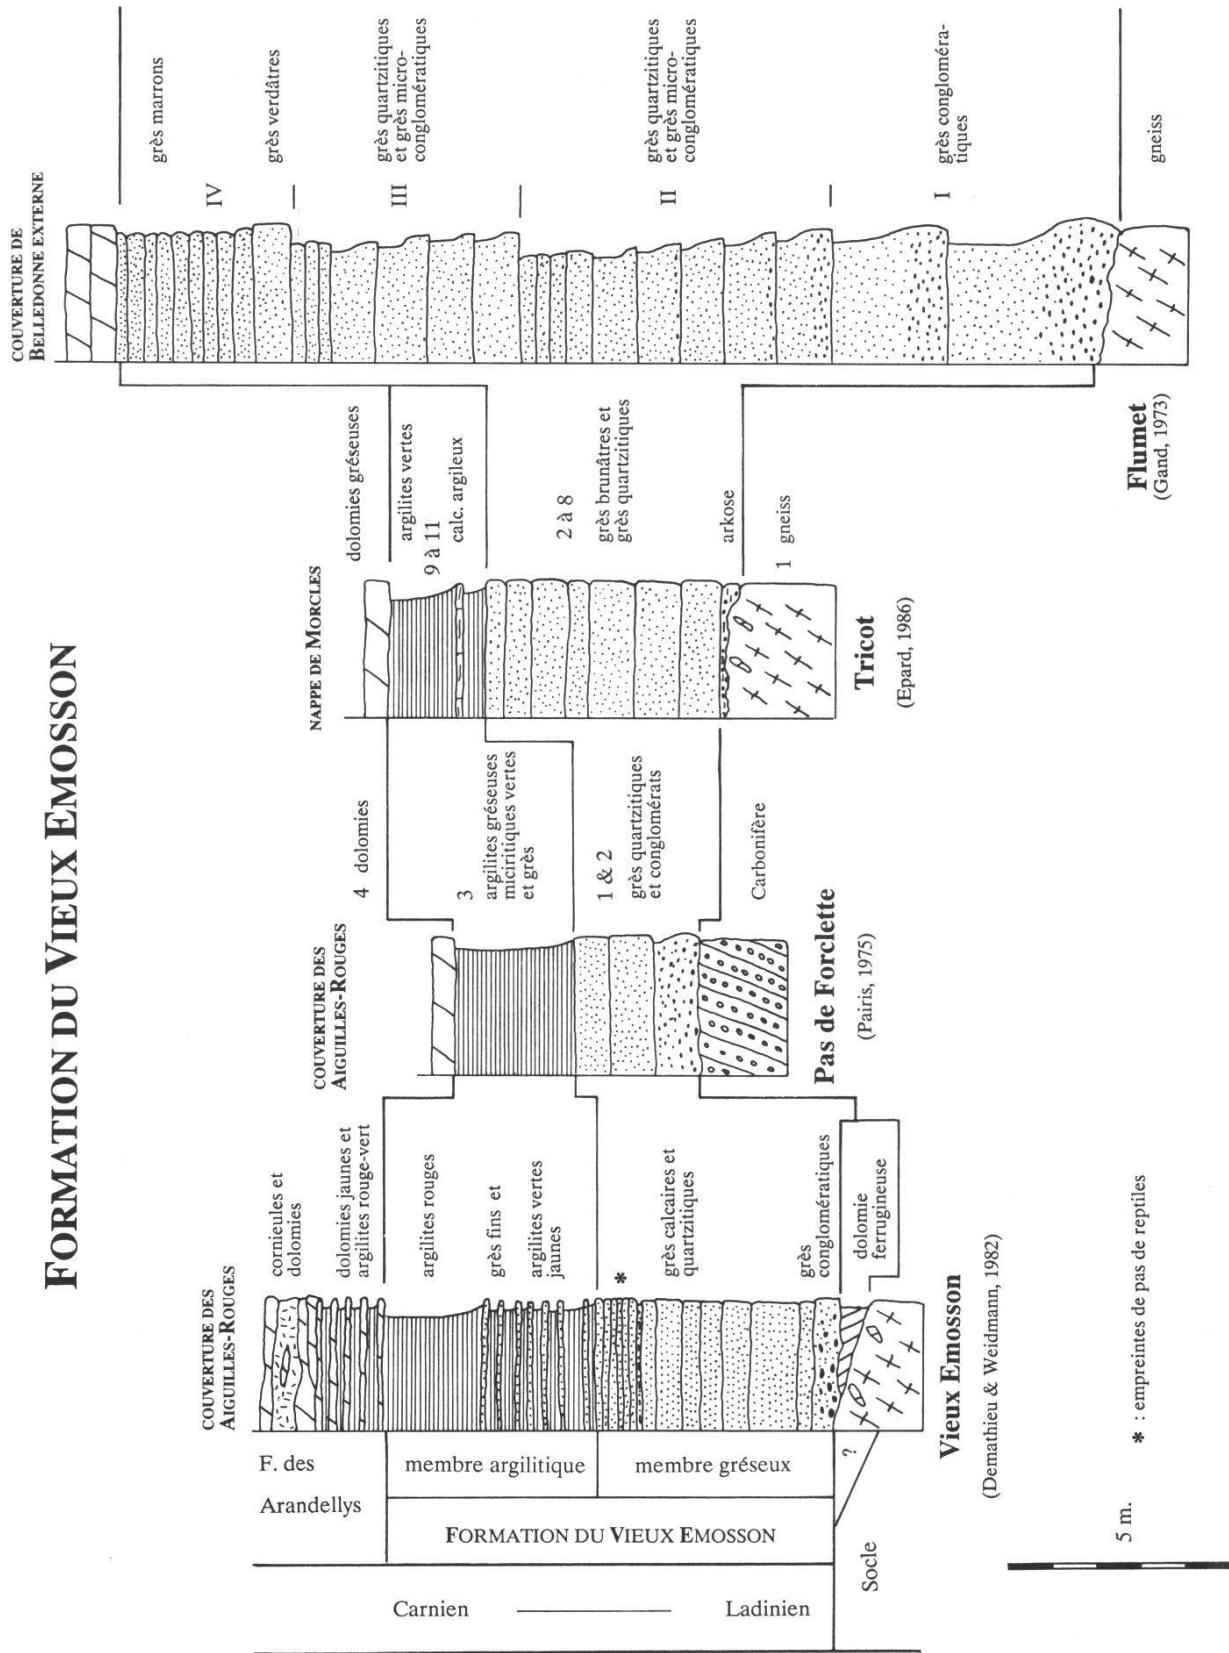 FORMATION DU VIEUX EMOSSON
COUVERTURE DES
AIGUILLES-ROUGES
cornieules et
dolomies
dolomies jaunes et
argilites rouge-vert
argilites rouges
grès fins et
argilites vertes
jaunes
*
grès calcaires et
quartzitiques
grès
conglomératiques
dolomie
ferrugineuse
F. des
Arandellys
membre argilitique
membre gréseux
?
FORMATION DU VIEUX EMOSSON
Socle
Carnien
Ladinien
Vieux Emosson
(Demathieu & Weidmann, 1982)
COUVERTURE DES
AIGUILLES-ROUGES
4 dolomies
3
argilites gréseuses
miciritiques vertes
et grès
1 & 2
grès quartzitiques
et conglomérats
Carbonifère
Pas de Forclette
(Pairis, 1975)
NAPPE DE MORCLES
dolomies gréseuses
argilites vertes
9 à 11
calc. argileux
2 à 8
grès brunâtres et
grès quartzitiques
arkose
1 gneiss
Tricot
(Epard, 1986)
COUVERTURE DE
BELLEDONNE EXTERNE
grès marrons
IV
grès verdâtres
III
grès quartzitiques
et grès micro-
conglomératiques
II
grès quartzitiques
et grès micro-
conglomératiques
I
grès congloméra-
tiques
gneiss
Flumet
(Gand, 1973)
5 m.
* : empreintes de pas de reptiles